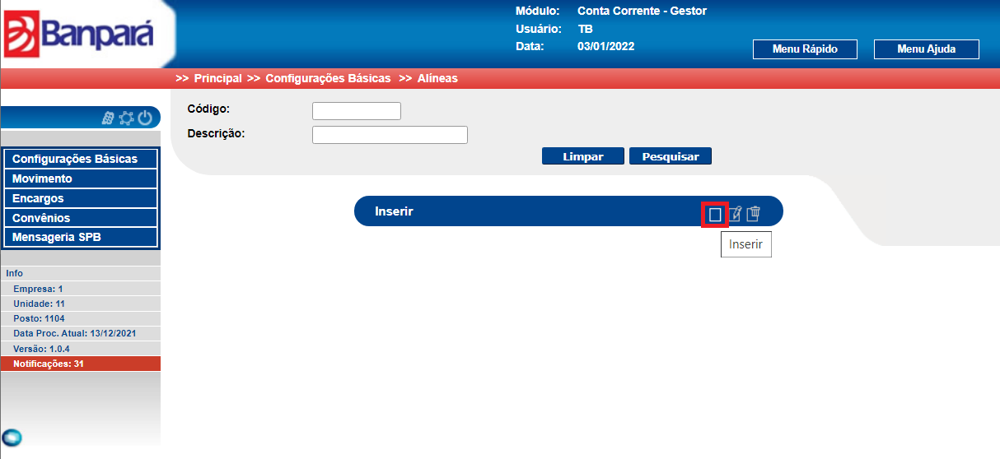 Banpará
Módulo: Conta Corrente - Gestor
Usuário: TB
Data: 03/01/2022
Menu Rápido
Menu Ajuda
>> Principal >> Configurações Básicas >> Alíneas
Código:
Descrição:
Limpar
Pesquisar
Configurações Básicas
Movimento
Encargos
Convênios
Mensageria SPB
Inserir
Inserir
Info
Empresa: 1
Unidade: 11
Posto: 1104
Data Proc. Atual: 13/12/2021
Versão: 1.0.4
Notificações: 31